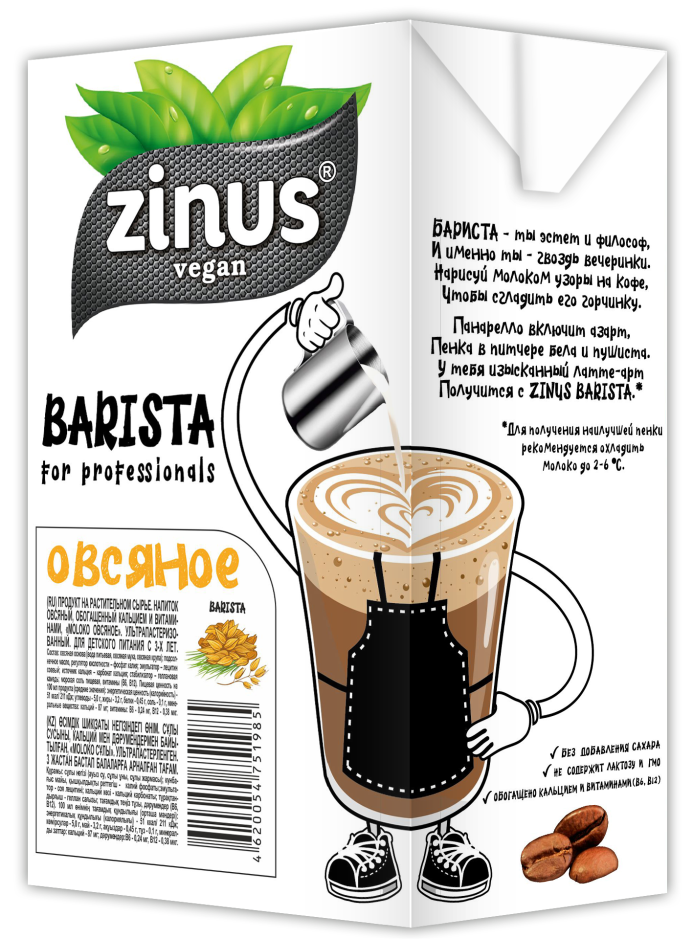 zinus®
vegan
BARISTA
for professionals
овсяное
(RU) ПРОДУКТ НА РАСТИТЕЛЬНОМ СЫРЬЕ. НАПИТОК
ОВСЯНЫЙ, ОБОГАЩЕННЫЙ КАЛЬЦИЕМ И ВИТАМИ-
НАМИ, «MOLOKO ОВСЯНОЕ». УЛЬТРАПАСТЕРИЗО-
ВАННЫЙ. ДЛЯ ДЕТСКОГО ПИТАНИЯ С 3-Х ЛЕТ.
BARISTA
(KZ) ӨСІМДІК ШИКІЗАТЫ НЕГІЗІНДЕГІ ӨНІМ. СҰЛЫ
СУСЫНЫ, КАЛЬЦИЙ МЕН ДӘРУМЕНДЕРМЕН БАЙЫ-
ТЫЛҒАН, «MOLOKO СҰЛЫ». УЛЬТРАПАСТЕРЛЕНГЕН.
3 ЖАСТАН БАСТАП БАЛАЛАРҒА АРНАЛҒАН ТАҒАМ.
4620054751985
БАРИСТА - ты эстет и философ,
И именно ты - гвоздь вечеринки.
Нарисуй молоком узоры на кофе,
Чтобы сгладить его горчинку.
Панарелло включит азарт,
Пенка в питчере бела и пушиста.
У тебя изысканный латте-арт
Получится с ZINUS BARISTA.*
*Для получения наилучшей пенки
рекомендуется охладить
молоко до 2-6 °C.
✓ БЕЗ ДОБАВЛЕНИЯ САХАРА
✓ НЕ СОДЕРЖИТ ЛАКТОЗУ И ГМО
✓ ОБОГАЩЕНО КАЛЬЦИЕМ И ВИТАМИНАМИ (B6, B12)